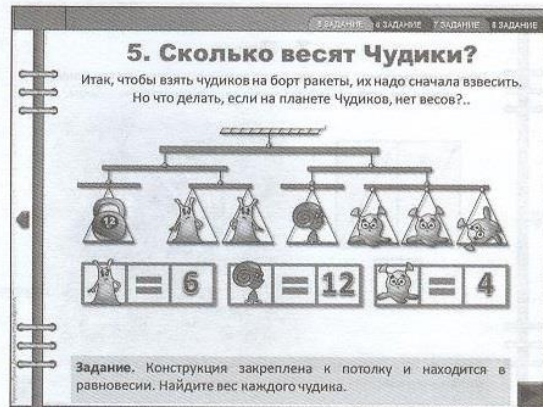 5 ЗАДАНИЕ 6 ЗАДАНИЕ 7 ЗАДАНИЕ 8 ЗАДАНИЕ
5. Сколько весят Чудики?
Итак, чтобы взять чудиков на борт ракеты, их надо сначала взвесить.
Но что делать, если на планете Чудиков, нет весов?..
12
= 6 = 12 = 4
Задание. Конструкция закреплена к потолку и находится в
равновесии. Найдите вес каждого чудика.